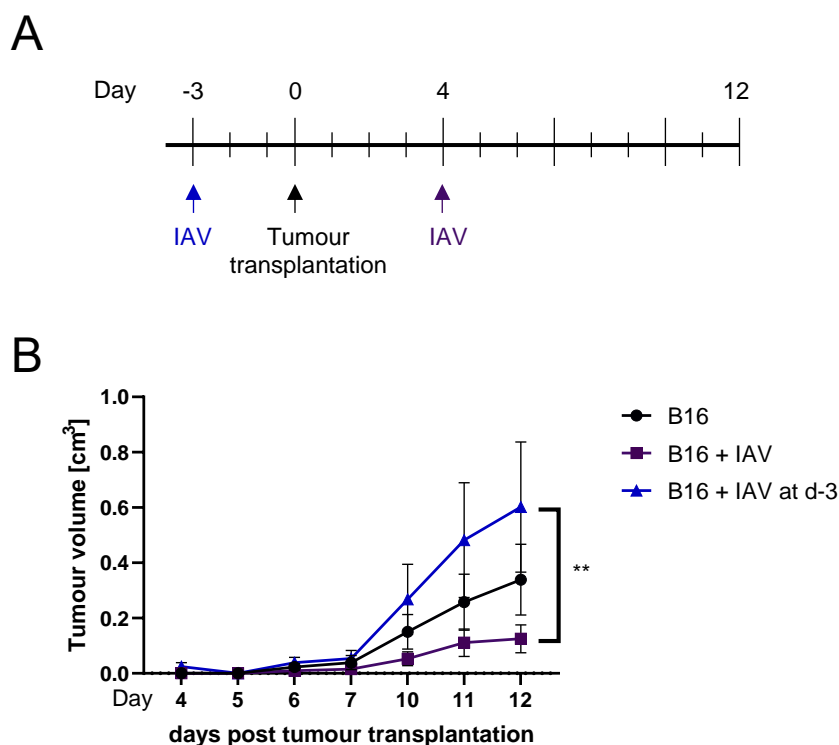 A
Day -3 0 4 12
IAV Tumour IAV
transplantation
B
Tumour volume [cm³]
1.0
0.8
0.6
0.4
0.2
0.0
Day 4 5 6 7 10 11 12
days post tumour transplantation
B16
B16 + IAV
B16 + IAV at d-3
**